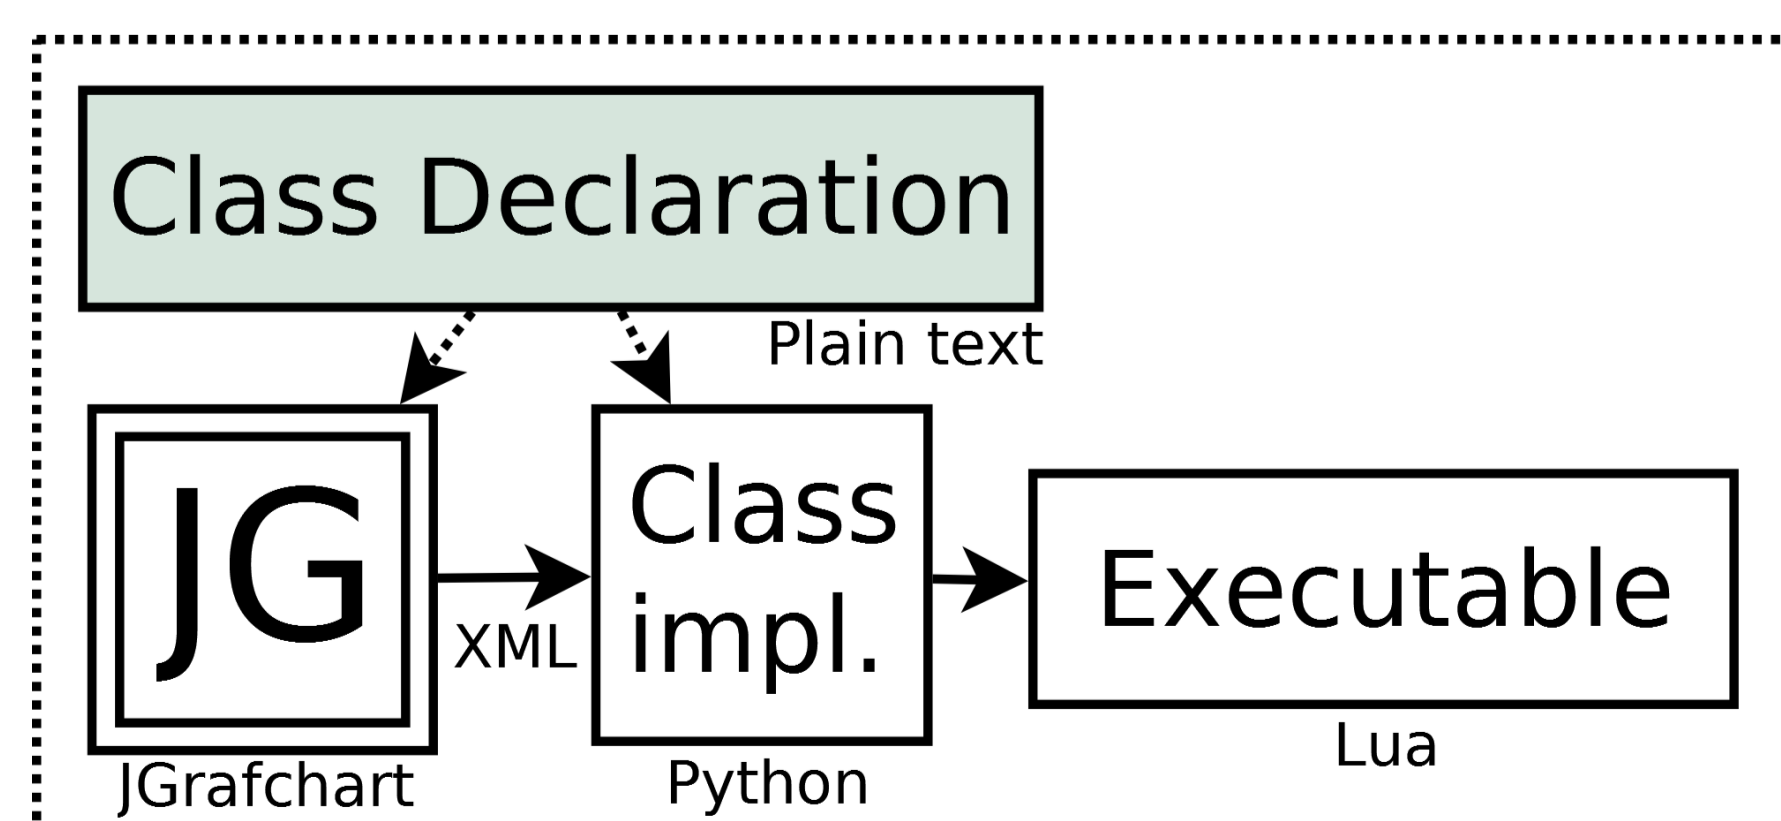 Class Declaration
Plain text
JG
XML
Class
impl.
Executable
JGrafchart
Python
Lua